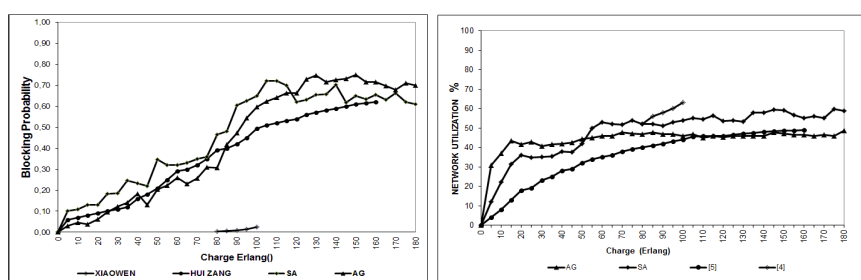 Blocking Probability
1,00
0,90
0,80
0,70
0,60
0,50
0,40
0,30
0,20
0,10
0,00
0 10 20 30 40 50 60 70 80 90 100 110 120 130 140 150 160 170 180
Charge Erlang()
XIAOWEN HUI ZANG SA AG
NETWORK UTILIZATION %
100
90
80
70
60
50
40
30
20
10
0
0 10 20 30 40 50 60 70 80 90 100 110 120 130 140 150 160 170 180
Charge (Erlang)
AG SA [5] [4]